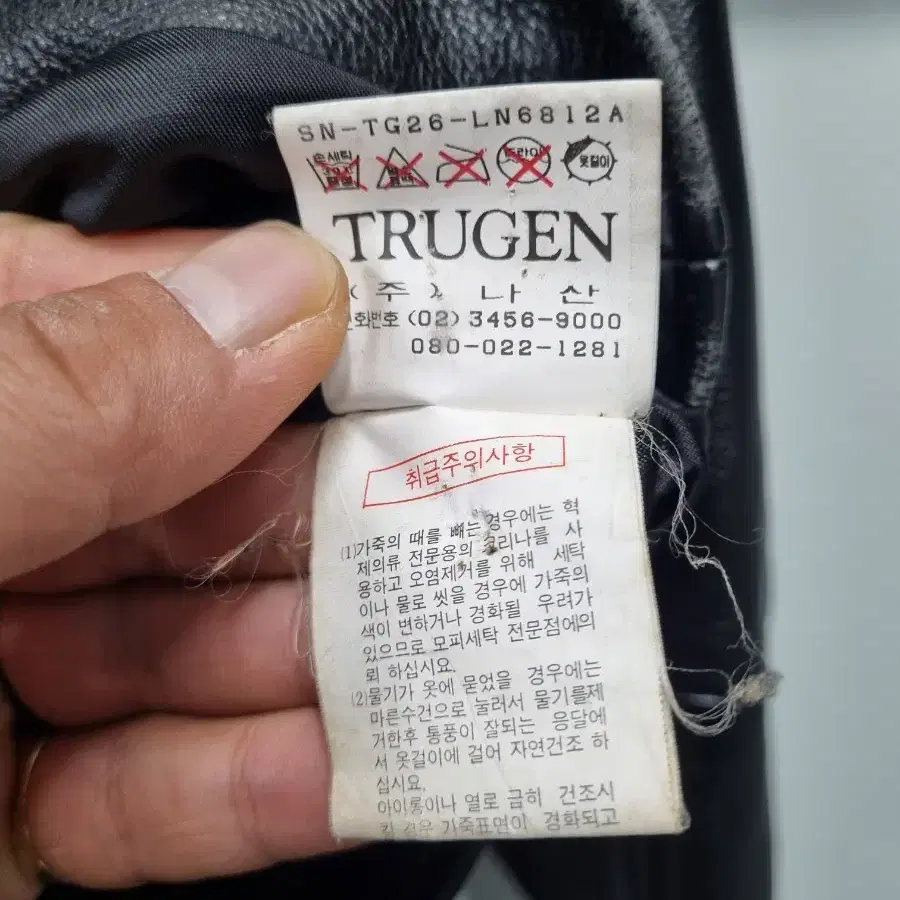 SN-TG26-LN6812A
손세탁
드라이
옷걸이
TRUGEN
(주) 나 산
전화번호 (02) 3456-9000
080-022-1281
취급주의사항
(1)가죽의 때를 빼는 경우에는 혁
제의류 전문용의 크리나를 사
용하고 오염제거를 위해 세탁
이나 물로 씻을 경우에 가죽의
색이 변하거나 경화될 우려가
있으므로 모피세탁 전문점에의
뢰 하십시요.
(2)물기가 옷에 묻었을 경우에는
마른수건으로 눌러서 물기를제
거한후 통풍이 잘되는 응달에
서 옷걸이에 걸어 자연건조 하
십시요.
아이롱이나 열로 급히 건조시
킬 경우 가죽표면이 경화되고